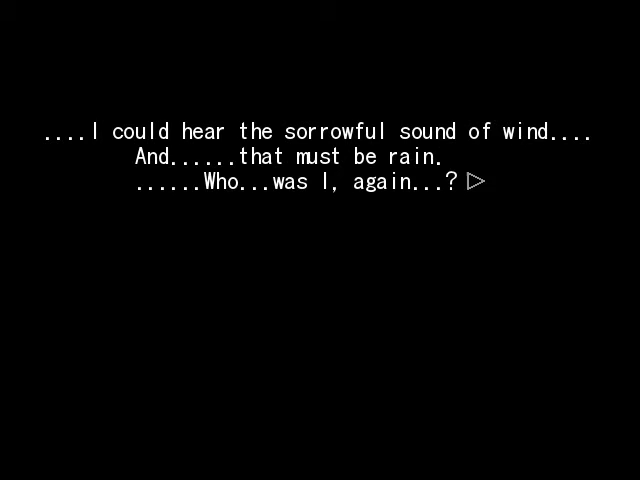 ....I could hear the sorrowful sound of wind....
And......that must be rain.
......Who...was I, again...?